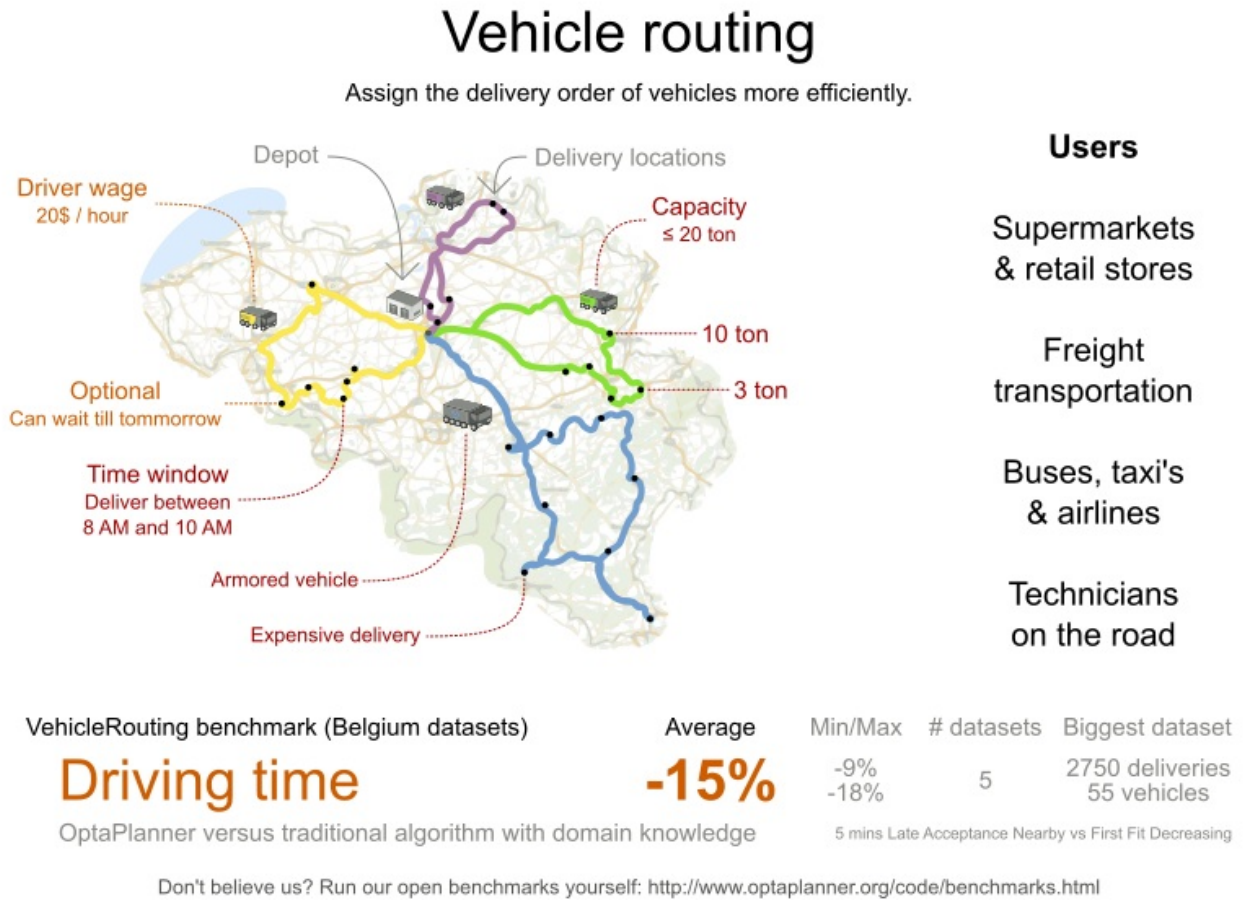 Vehicle routing
Assign the delivery order of vehicles more efficiently.
Depot
Delivery locations
Driver wage
20$ / hour
Capacity
≤ 20 ton
10 ton
3 ton
Optional
Can wait till tommorrow
Time window
Deliver between
8 AM and 10 AM
Armored vehicle
Expensive delivery
Users
Supermarkets
& retail stores
Freight
transportation
Buses, taxi's
& airlines
Technicians
on the road
VehicleRouting benchmark (Belgium datasets)
Average
Min/Max
# datasets
Biggest dataset
Driving time
-15%
-9%
-18%
5
2750 deliveries
55 vehicles
OptaPlanner versus traditional algorithm with domain knowledge
5 mins Late Acceptance Nearby vs First Fit Decreasing
Don't believe us? Run our open benchmarks yourself: http://www.optaplanner.org/code/benchmarks.html